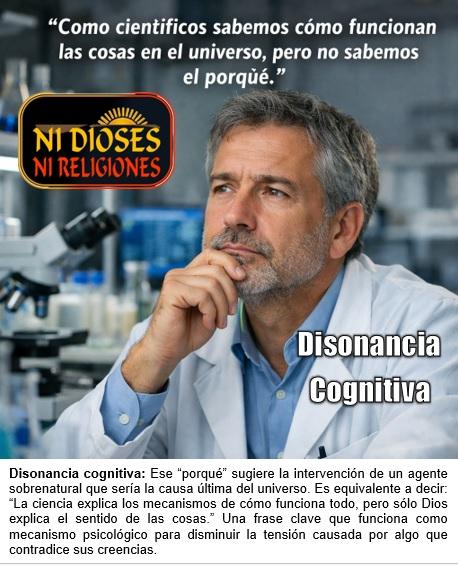 “Como científicos sabemos cómo funcionan
las cosas en el universo, pero no sabemos
el porqǜé.”
NI DIOSES
NI RELIGIONES
Disonancia
Cognitiva
Disonancia cognitiva: Ese “porqué” sugiere la intervención de un agente
sobrenatural que sería la causa última del universo. Es equivalente a decir:
“La ciencia explica los mecanismos de cómo funciona todo, pero sólo Dios
explica el sentido de las cosas.” Una frase clave que funciona como
mecanismo psicológico para disminuir la tensión causada por algo que
contradice sus creencias.